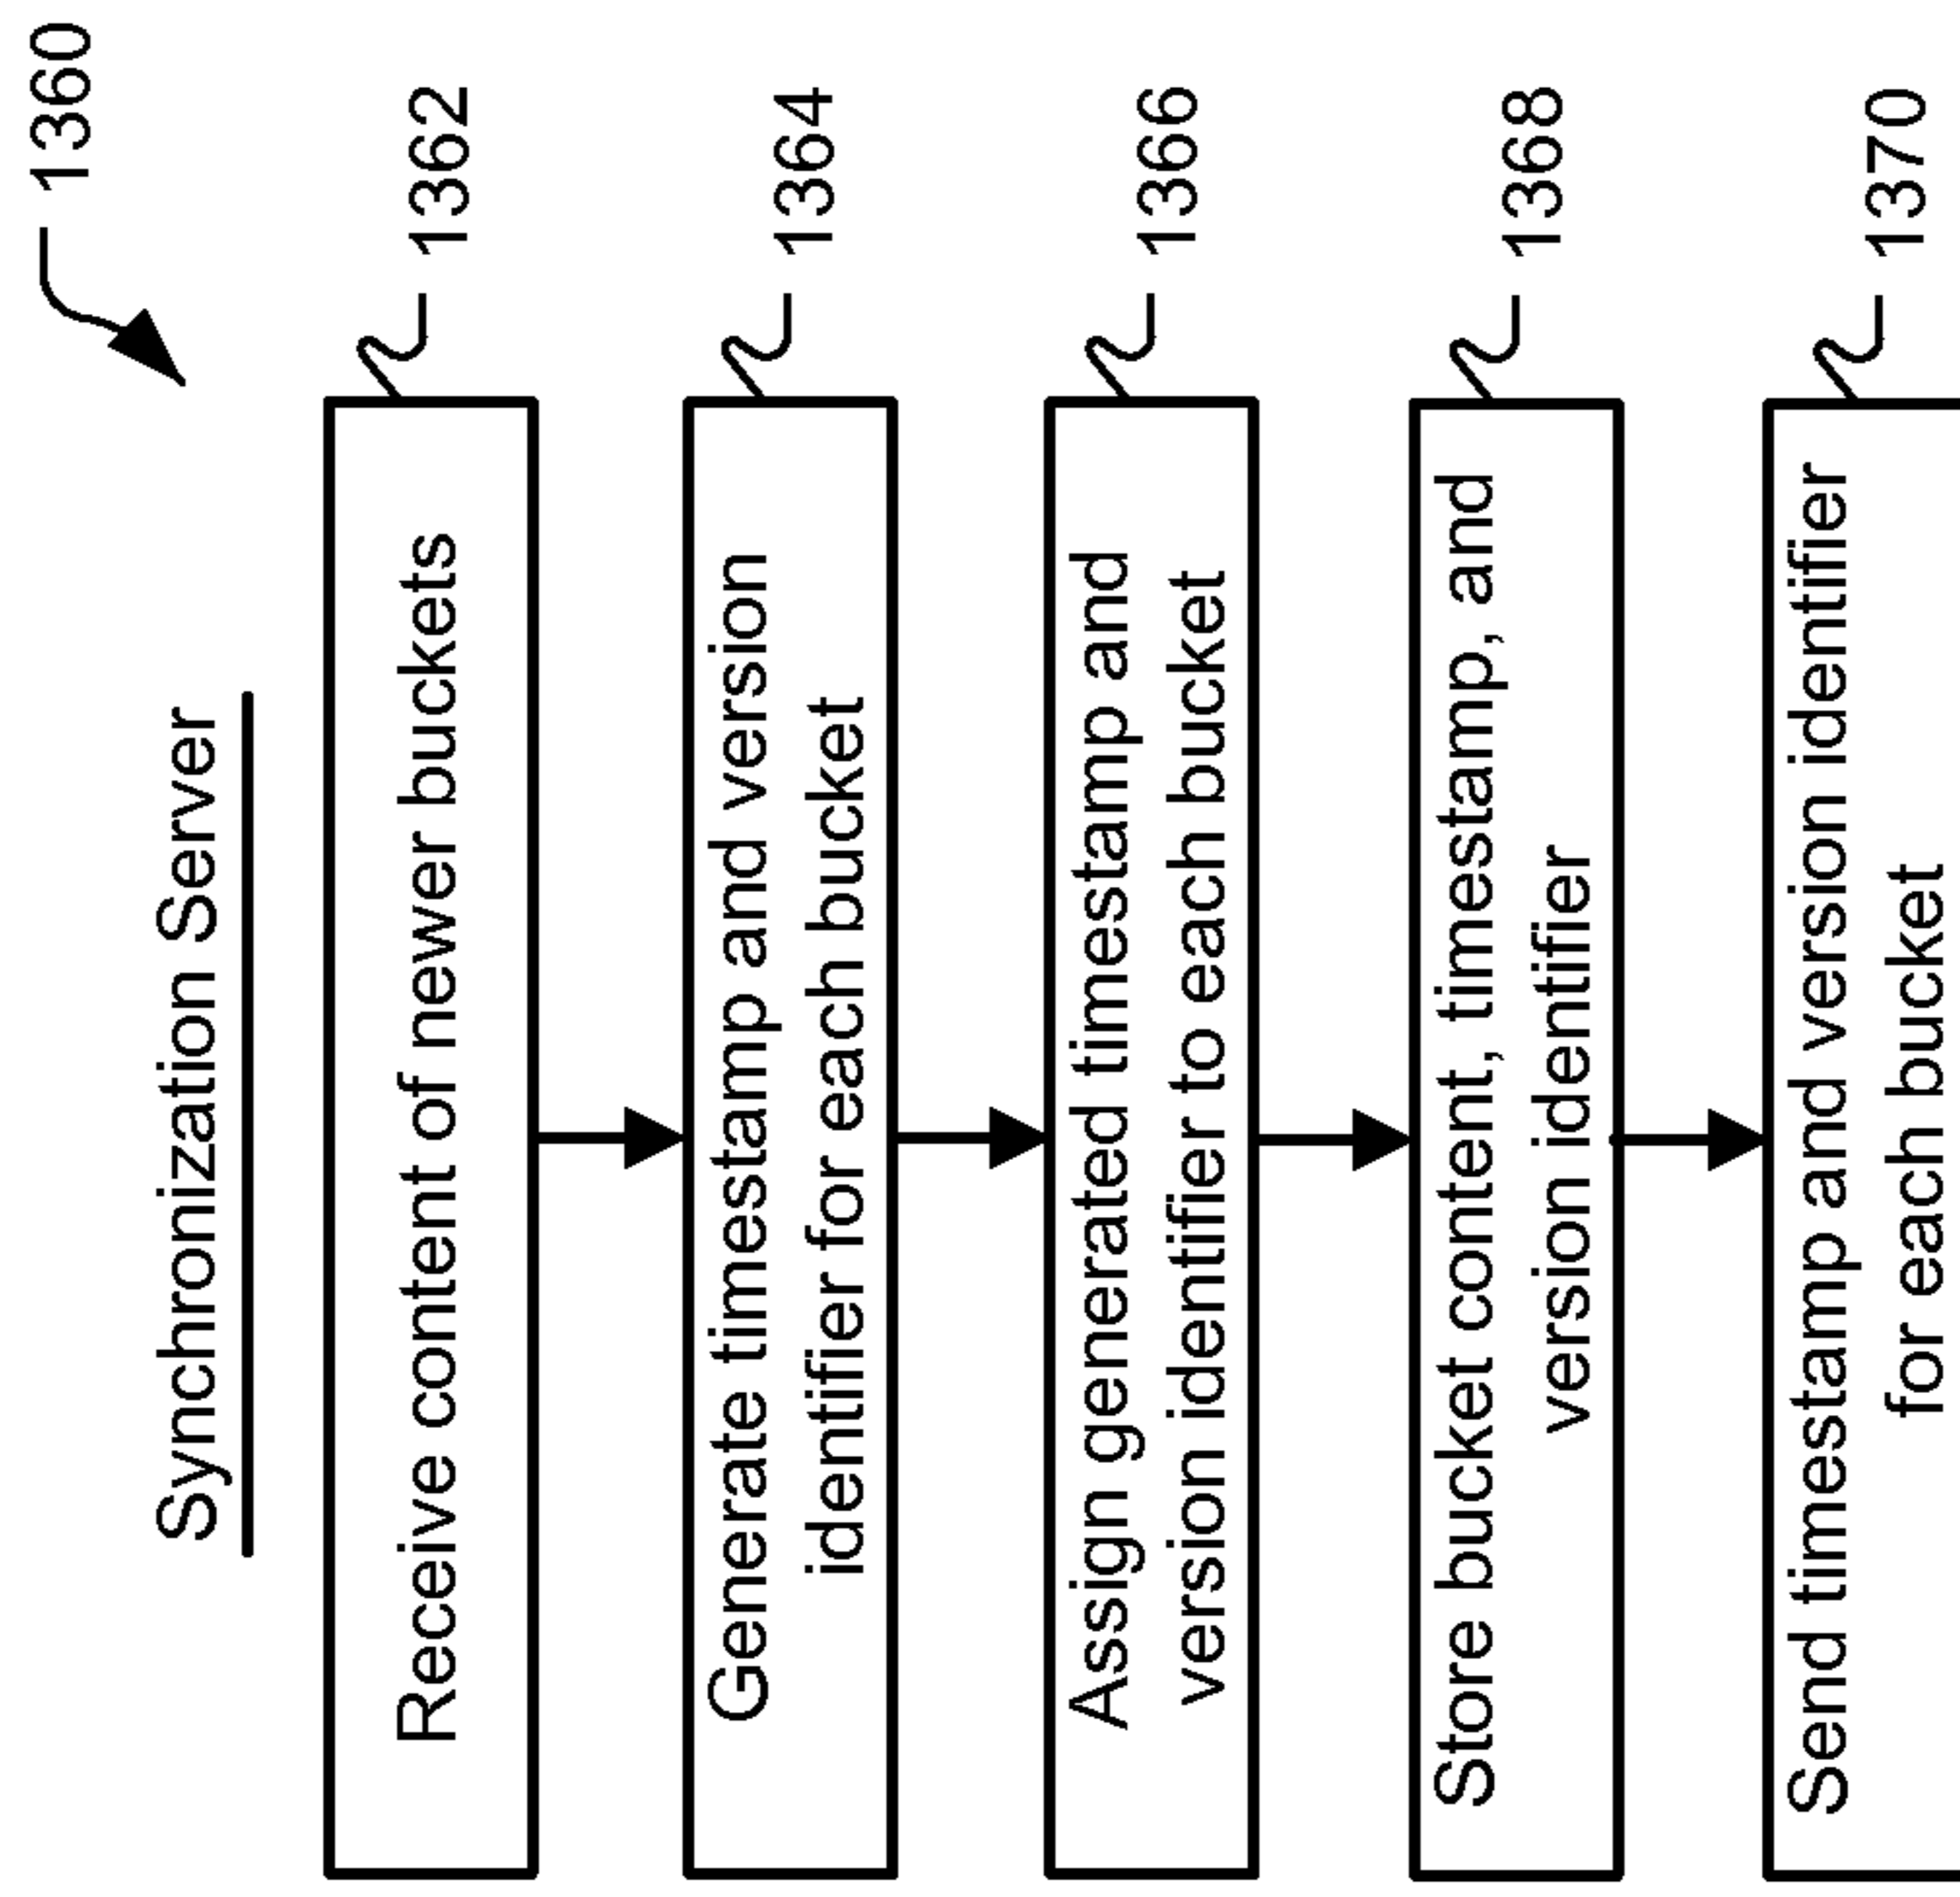 1360
Synchronization Server
Receive content of newer buckets
1362
Generate timestamp and version
identifier for each bucket
1364
Assign generated timestamp and
version identifier to each bucket
1366
Store bucket content, timestamp, and
version identifier
1368
Send timestamp and version identifier
for each bucket
1370